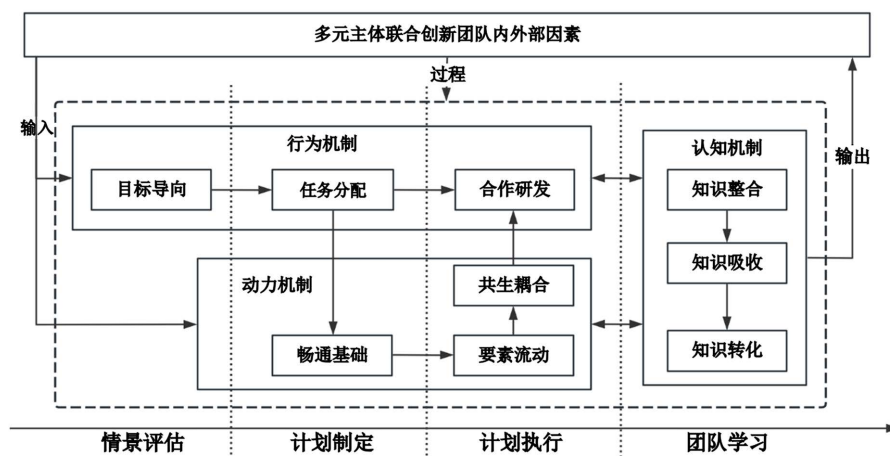 多元主体联合创新团队内外部因素
过程
输入
行为机制
认知机制
输出
目标导向
任务分配
合作研发
知识整合
知识吸收
动力机制
共生耦合
畅通基础
要素流动
知识转化
情景评估
计划制定
计划执行
团队学习